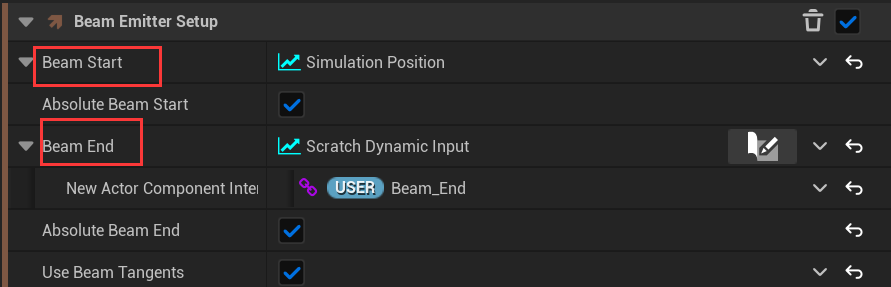 Beam Emitter Setup
Beam Start Simulation Position
Absolute Beam Start
Beam End Scratch Dynamic Input
New Actor Component Inter USER Beam_End
Absolute Beam End
Use Beam Tangents